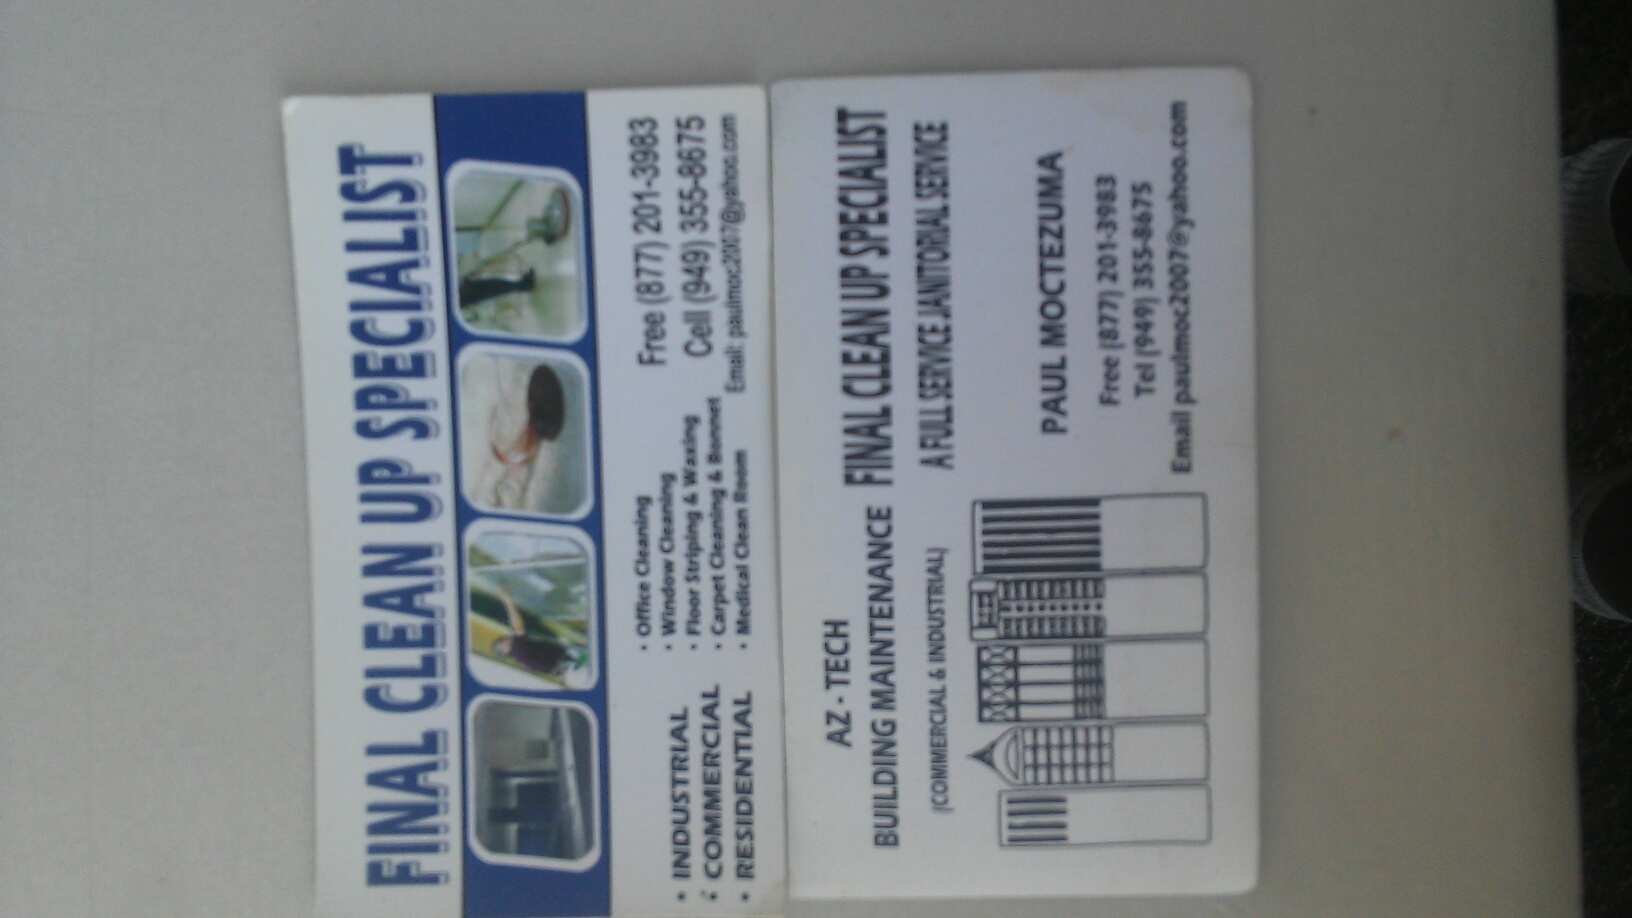 FINAL CLEAN UP SPECIALIST
• INDUSTRIAL
• COMMERCIAL
• RESIDENTIAL
• Office Cleaning
• Window Cleaning
• Floor Striping & Waxing
• Carpet Cleaning & Bonnet
• Medical Clean Room
Free (877) 201-3983
Cell (949) 355-8675
Email: paulmoc2007@yahoo.com
AZ - TECH
BUILDING MAINTENANCE
(COMMERCIAL & INDUSTRIAL)
FINAL CLEAN UP SPECIALIST
A FULL SERVICE JANITORIAL SERVICE
PAUL MOCTEZUMA
Free (877) 201-3983
Tel (949) 355-8675
Email paulmoc2007@yahoo.com